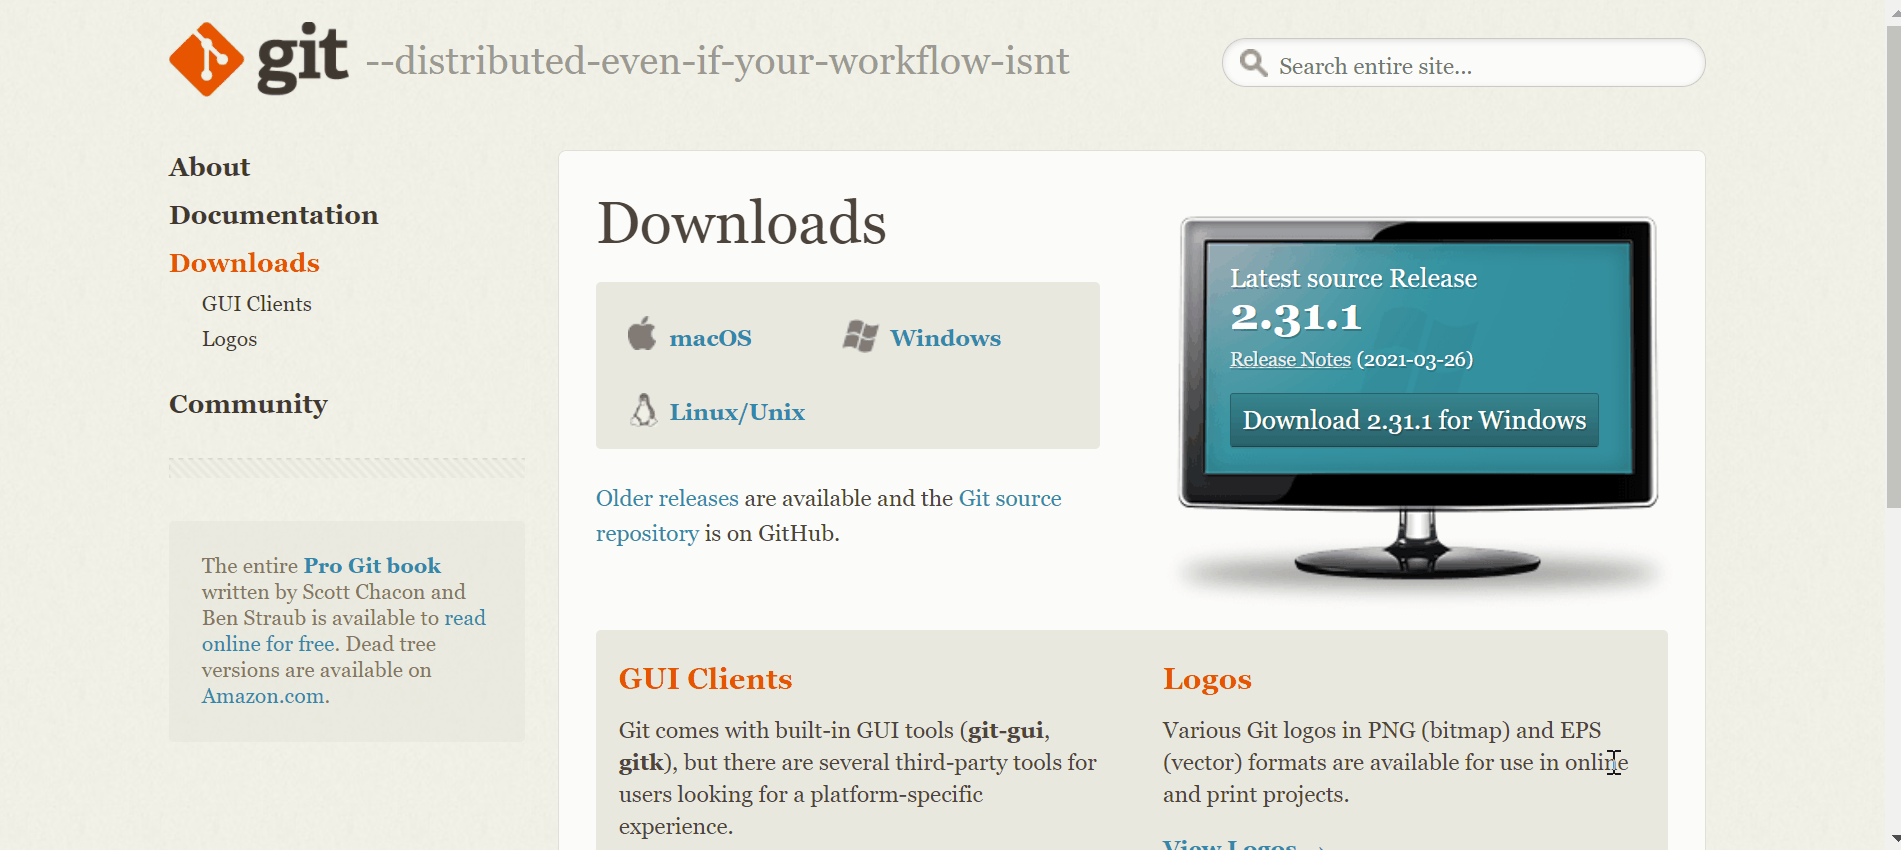 git --distributed-even-if-your-workflow-isnt
Search entire site...
About
Documentation
Downloads
GUI Clients
Logos
Community
The entire Pro Git book
written by Scott Chacon and
Ben Straub is available to read
online for free. Dead tree
versions are available on
Amazon.com.
Downloads
macOS
Windows
Linux/Unix
Older releases are available and the Git source
repository is on GitHub.
Latest source Release
2.31.1
Release Notes (2021-03-26)
Download 2.31.1 for Windows
GUI Clients
Git comes with built-in GUI tools (git-gui,
gitk), but there are several third-party tools for
users looking for a platform-specific
experience.
Logos
Various Git logos in PNG (bitmap) and EPS
(vector) formats are available for use in online
and print projects.
View Logos →